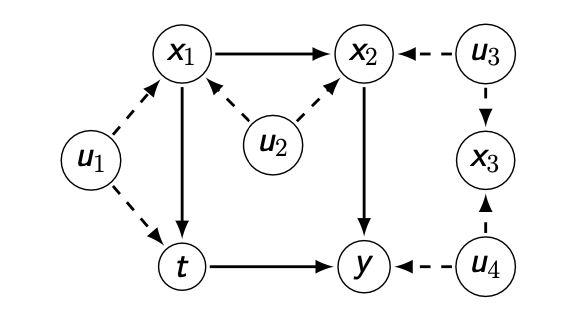 x₁ x₂ u₃
u₁ u₂ x₃
t y u₄